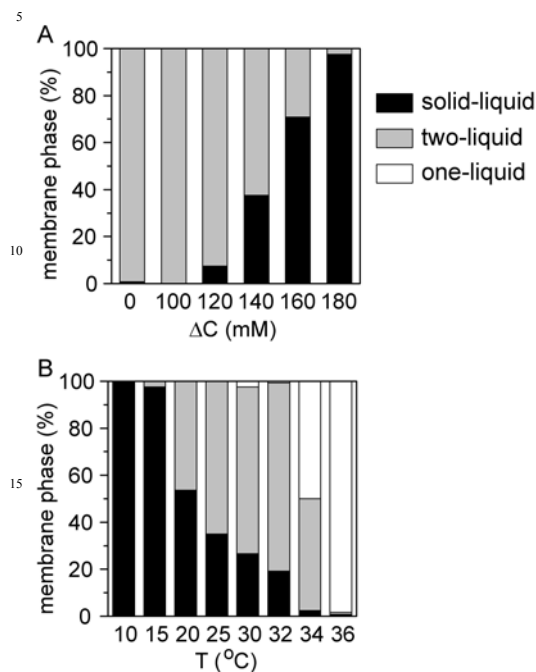 5
A
100
80
60
40
20
0
membrane phase (%)
0 100 120 140 160 180
ΔC (mM)
solid-liquid
two-liquid
one-liquid
10
B
100
80
60
40
20
0
membrane phase (%)
15
10 15 20 25 30 32 34 36
T (°C)